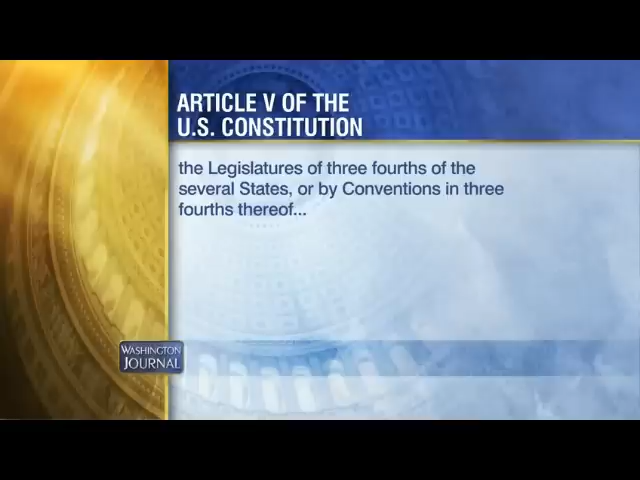 ARTICLE V OF THE
U.S. CONSTITUTION
the Legislatures of three fourths of the
several States, or by Conventions in three
fourths thereof...
WASHINGTON
JOURNAL